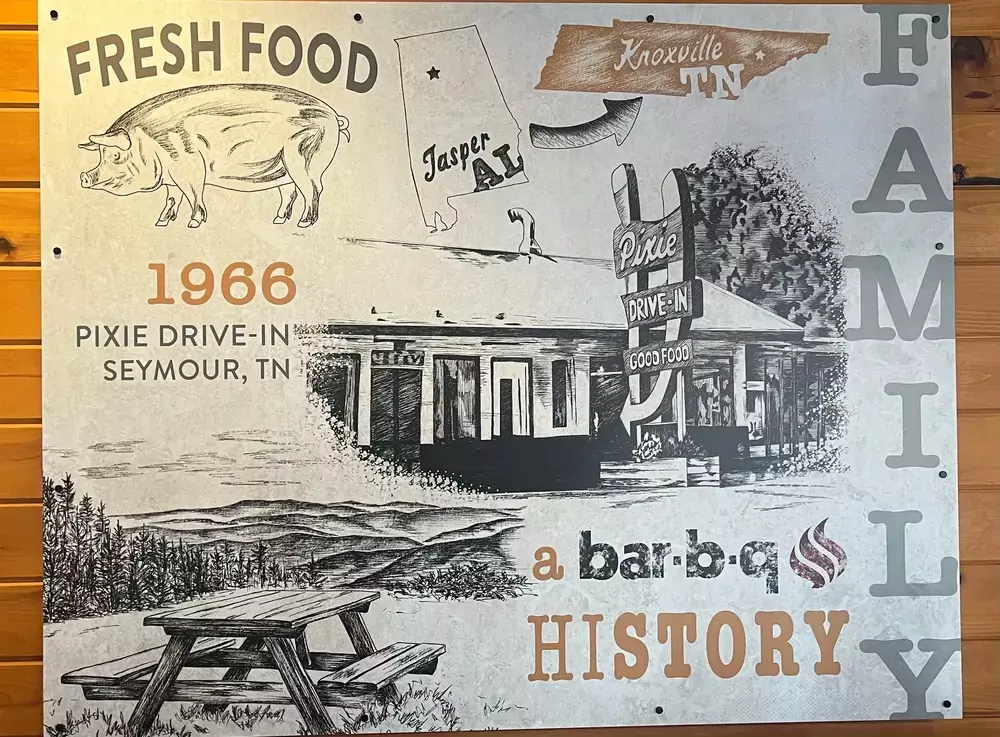 FRESH FOOD
Jasper
AL
Knoxville
TN
1966
PIXIE DRIVE-IN
SEYMOUR, TN
Pixie
DRIVE-IN
GOOD FOOD
a bar·b·q
HISTORY
FAMILY